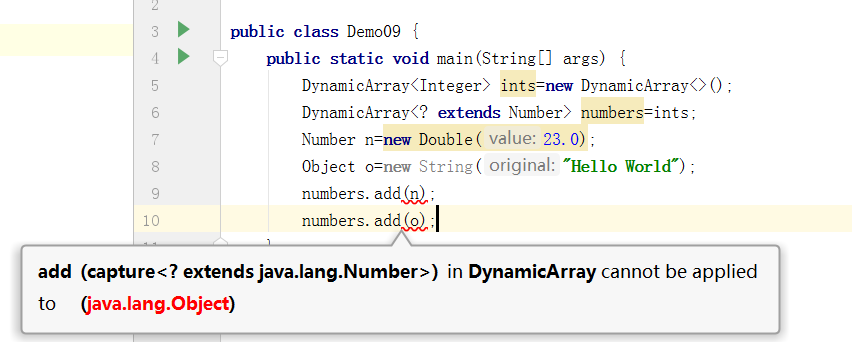 2
3 public class Demo09 {
4 public static void main(String[] args) {
5 DynamicArray<Integer> ints=new DynamicArray<>();
6 DynamicArray<? extends Number> numbers=ints;
7 Number n=new Double( value: 23.0);
8 Object o=new String( original: "Hello World");
9 numbers.add(n);
10 numbers.add(o);
add (capture<? extends java.lang.Number>) in DynamicArray cannot be applied
to (java.lang.Object)